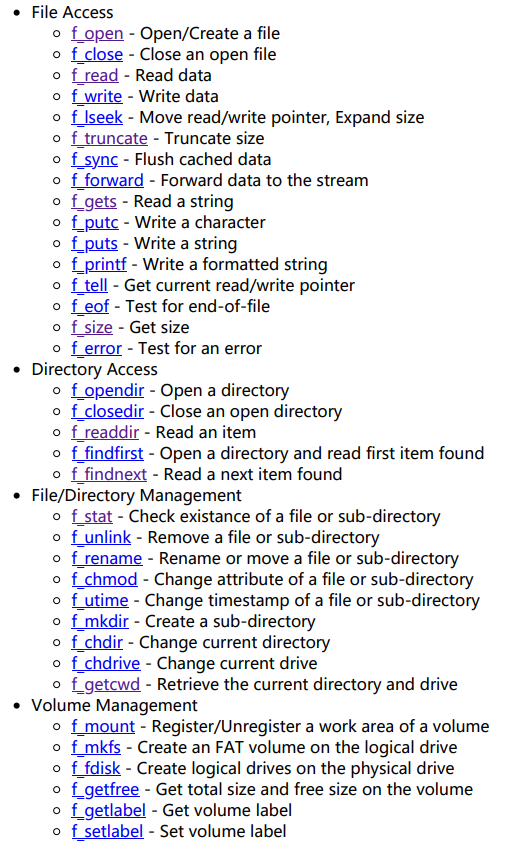 File Access
f_open - Open/Create a file
f_close - Close an open file
f_read - Read data
f_write - Write data
f_lseek - Move read/write pointer, Expand size
f_truncate - Truncate size
f_sync - Flush cached data
f_forward - Forward data to the stream
f_gets - Read a string
f_putc - Write a character
f_puts - Write a string
f_printf - Write a formatted string
f_tell - Get current read/write pointer
f_eof - Test for end-of-file
f_size - Get size
f_error - Test for an error
Directory Access
f_opendir - Open a directory
f_closedir - Close an open directory
f_readdir - Read an item
f_findfirst - Open a directory and read first item found
f_findnext - Read a next item found
File/Directory Management
f_stat - Check existance of a file or sub-directory
f_unlink - Remove a file or sub-directory
f_rename - Rename or move a file or sub-directory
f_chmod - Change attribute of a file or sub-directory
f_utime - Change timestamp of a file or sub-directory
f_mkdir - Create a sub-directory
f_chdir - Change current directory
f_chdrive - Change current drive
f_getcwd - Retrieve the current directory and drive
Volume Management
f_mount - Register/Unregister a work area of a volume
f_mkfs - Create an FAT volume on the logical drive
f_fdisk - Create logical drives on the physical drive
f_getfree - Get total size and free size on the volume
f_getlabel - Get volume label
f_setlabel - Set volume label